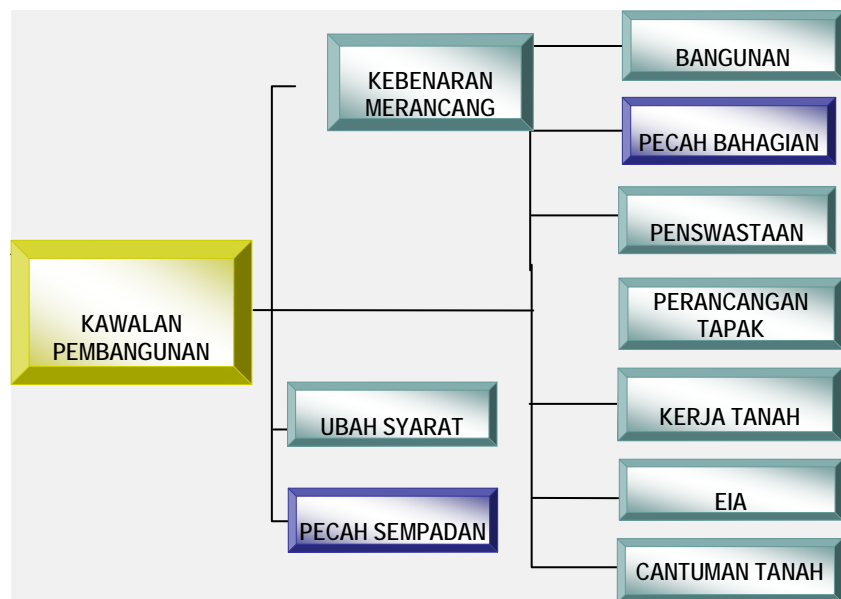 KAWALAN
PEMBANGUNAN
KEBENARAN
MERANCANG
UBAH SYARAT
PECAH SEMPADAN
BANGUNAN
PECAH BAHAGIAN
PENSWASTAAN
PERANCANGAN
TAPAK
KERJA TANAH
EIA
CANTUMAN TANAH